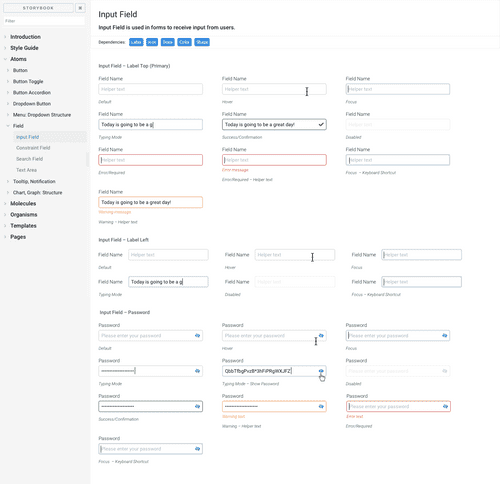 STORYBOOK
Filter
Introduction
Style Guide
Atoms
Button
Button Toggle
Button Accordion
Dropdown Button
Menu: Dropdown Structure
Field
Input Field
Constraint Field
Search Field
Text Area
Tooltip, Notification
Chart, Graph: Structure
Molecules
Organisms
Templates
Pages
Input Field
Input Field is used in forms to receive input from users.
Dependencies: Label Color Shape
Input Field – Label Top (Primary)
Field Name Field Name Field Name
Helper text Helper text Helper text
Default Hover Focus
Field Name Field Name Field Name
Today is going to be a g Today is going to be a great day!
Typing Mode Success/Confirmation Disabled
Field Name Field Name Field Name
Helper text Helper text Helper text
Error/Required Error message Focus – Keyboard Shortcut
Error/Required – Helper text
Field Name
Today is going to be a great day!
Warning message
Warning – Helper text
Input Field – Label Left
Field Name Helper text Field Name Helper text Field Name Helper text
Default Hover Focus
Field Name Today is going to be a g Field Name Field Name Helper text
Typing Mode Disabled Focus – Keyboard Shortcut
Input Field – Password
Password Password Password
Please enter your password Please enter your password Please enter your password
Default Hover Focus
Password Password Password
Please enter your password
Typing Mode Typing Mode – Show Password Disabled
Password Password Password
Please enter your password
Success/Confirmation Warning text Error text
Warning – Helper text Error/Required
Password
Please enter your password
Focus – Keyboard Shortcut